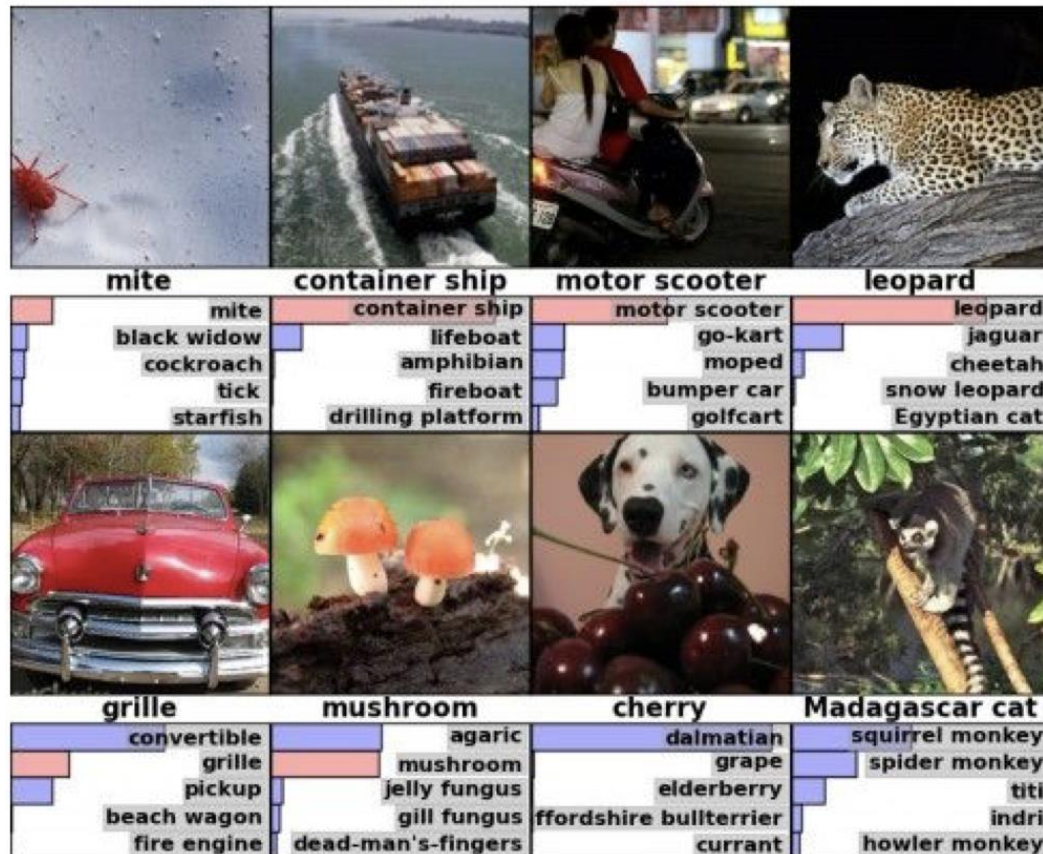 mite container ship motor scooter leopard
mite container ship motor scooter leopard
black widow lifeboat go-kart jaguar
cockroach amphibian moped cheetah
tick fireboat bumper car snow leopard
starfish drilling platform golfcart Egyptian cat
grille mushroom cherry Madagascar cat
convertible agaric dalmatian squirrel monkey
grille mushroom grape spider monkey
pickup jelly fungus elderberry titi
beach wagon gill fungus ffordshire bullterrier indri
fire engine dead-man's-fingers currant howler monkey